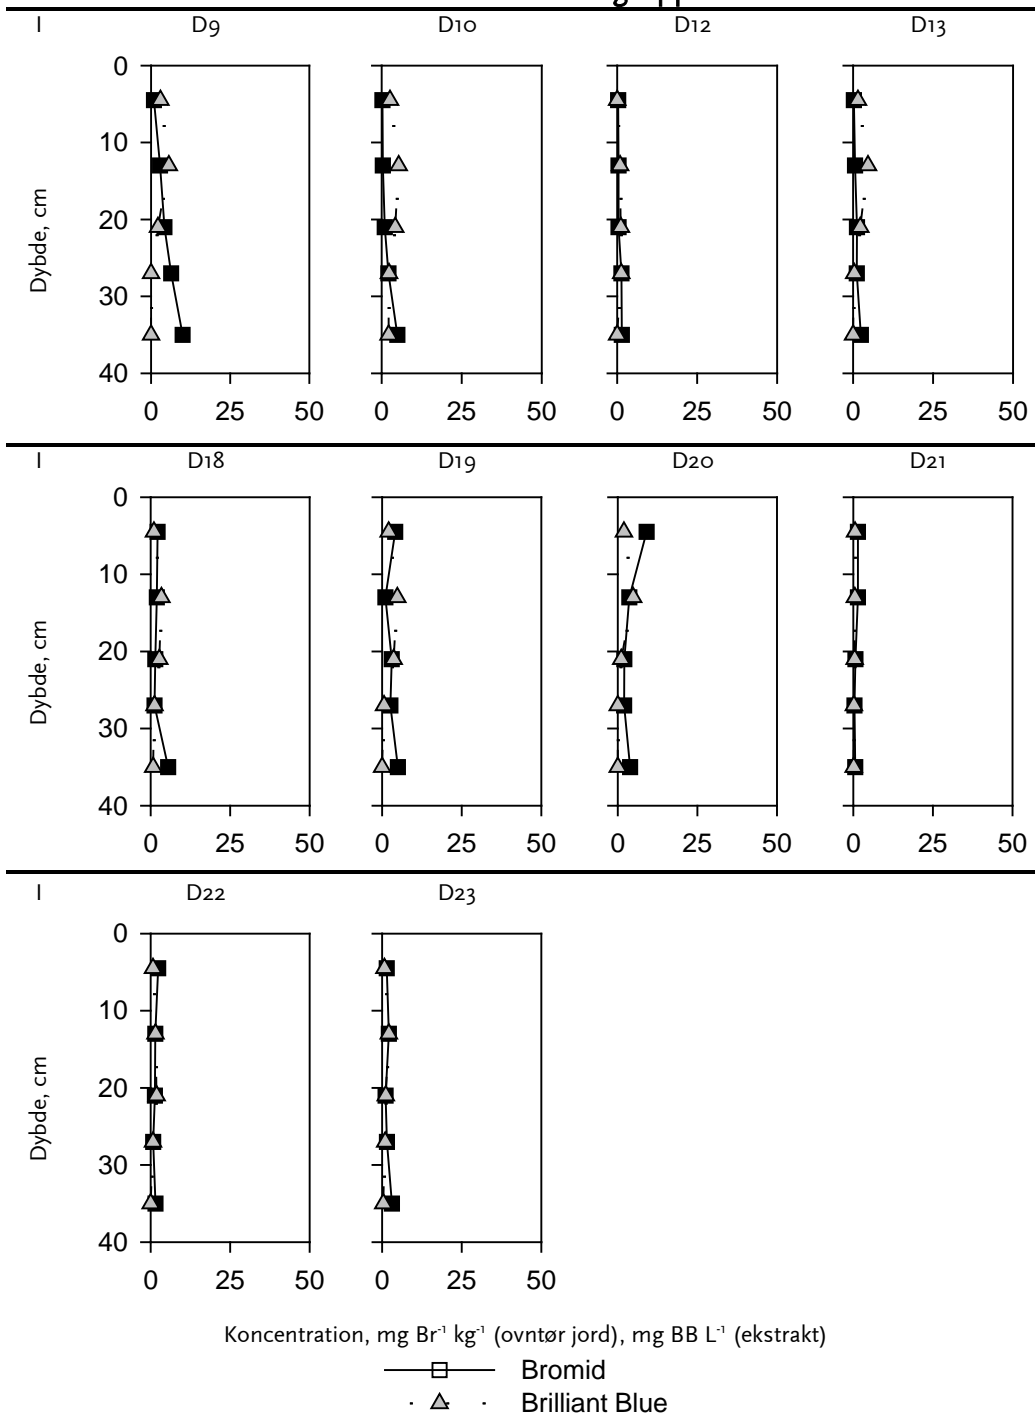 I D9 D10 D12 D13
0
10
20
30
40
Dybde, cm
0 25 50 0 25 50 0 25 50 0 25 50
I D18 D19 D20 D21
0
10
20
30
40
Dybde, cm
0 25 50 0 25 50 0 25 50 0 25 50
I D22 D23
0
10
20
30
40
Dybde, cm
0 25 50 0 25 50
Koncentration, mg Br⁻¹ kg⁻¹ (ovntør jord), mg BB L⁻¹ (ekstrakt)
Bromid
Brilliant Blue